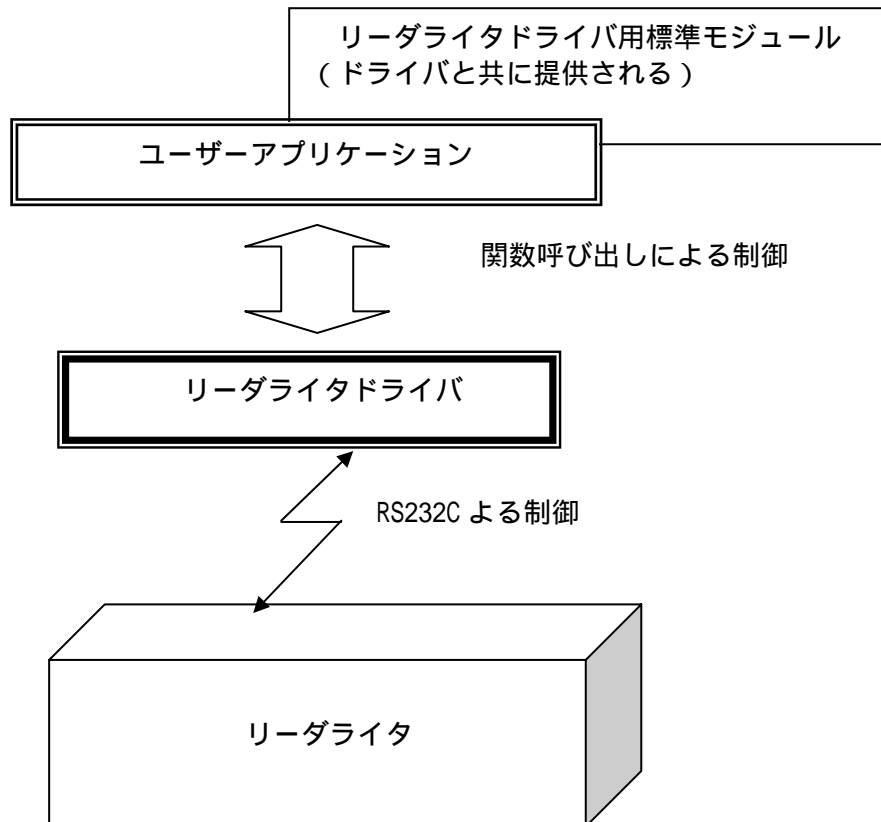 リーダライタドライバ用標準モジュール
(ドライバと共に提供される)
ユーザーアプリケーション
関数呼び出しによる制御
リーダライタドライバ
RS232C よる制御
リーダライタ